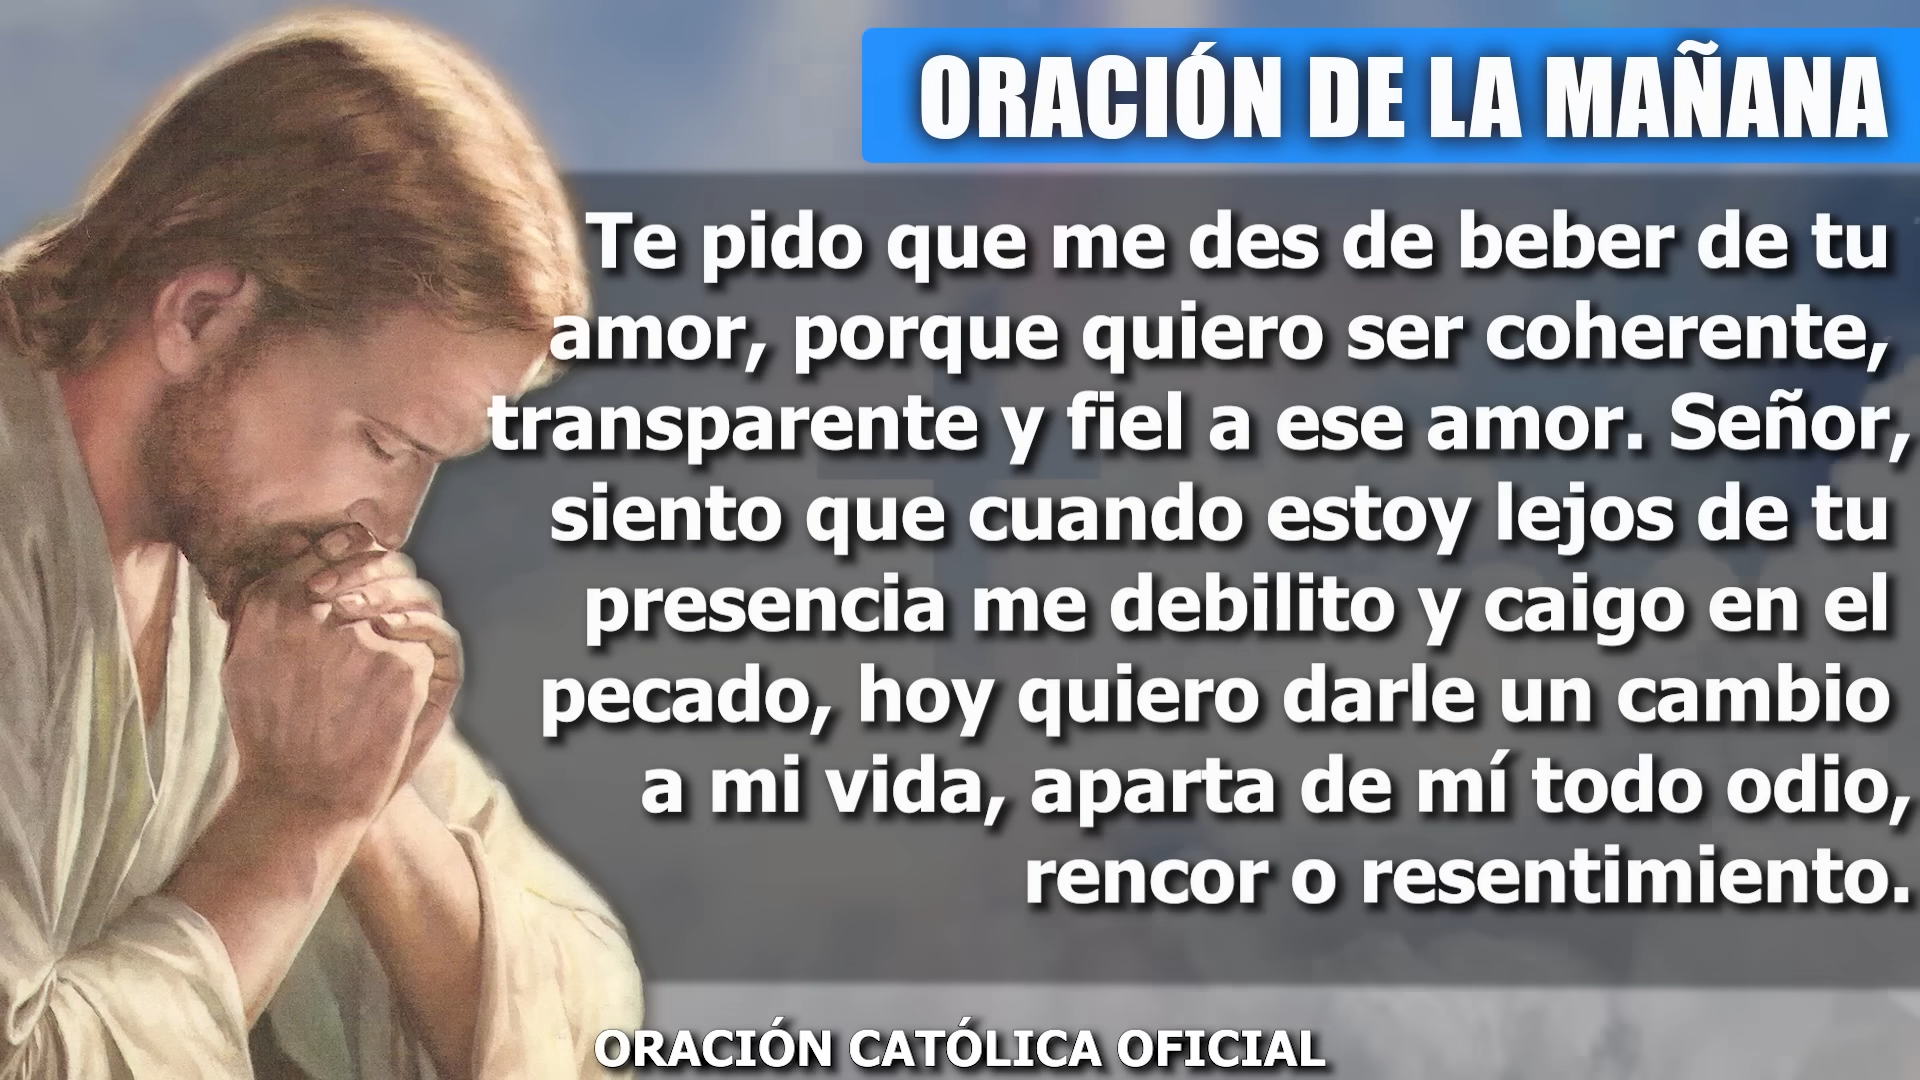 ORACIÓN DE LA MAÑANA
Te pido que me des de beber de tu
amor, porque quiero ser coherente,
transparente y fiel a ese amor. Señor,
siento que cuando estoy lejos de tu
presencia me debilito y caigo en el
pecado, hoy quiero darle un cambio
a mi vida, aparta de mí todo odio,
rencor o resentimiento.
ORACIÓN CATÓLICA OFICIAL